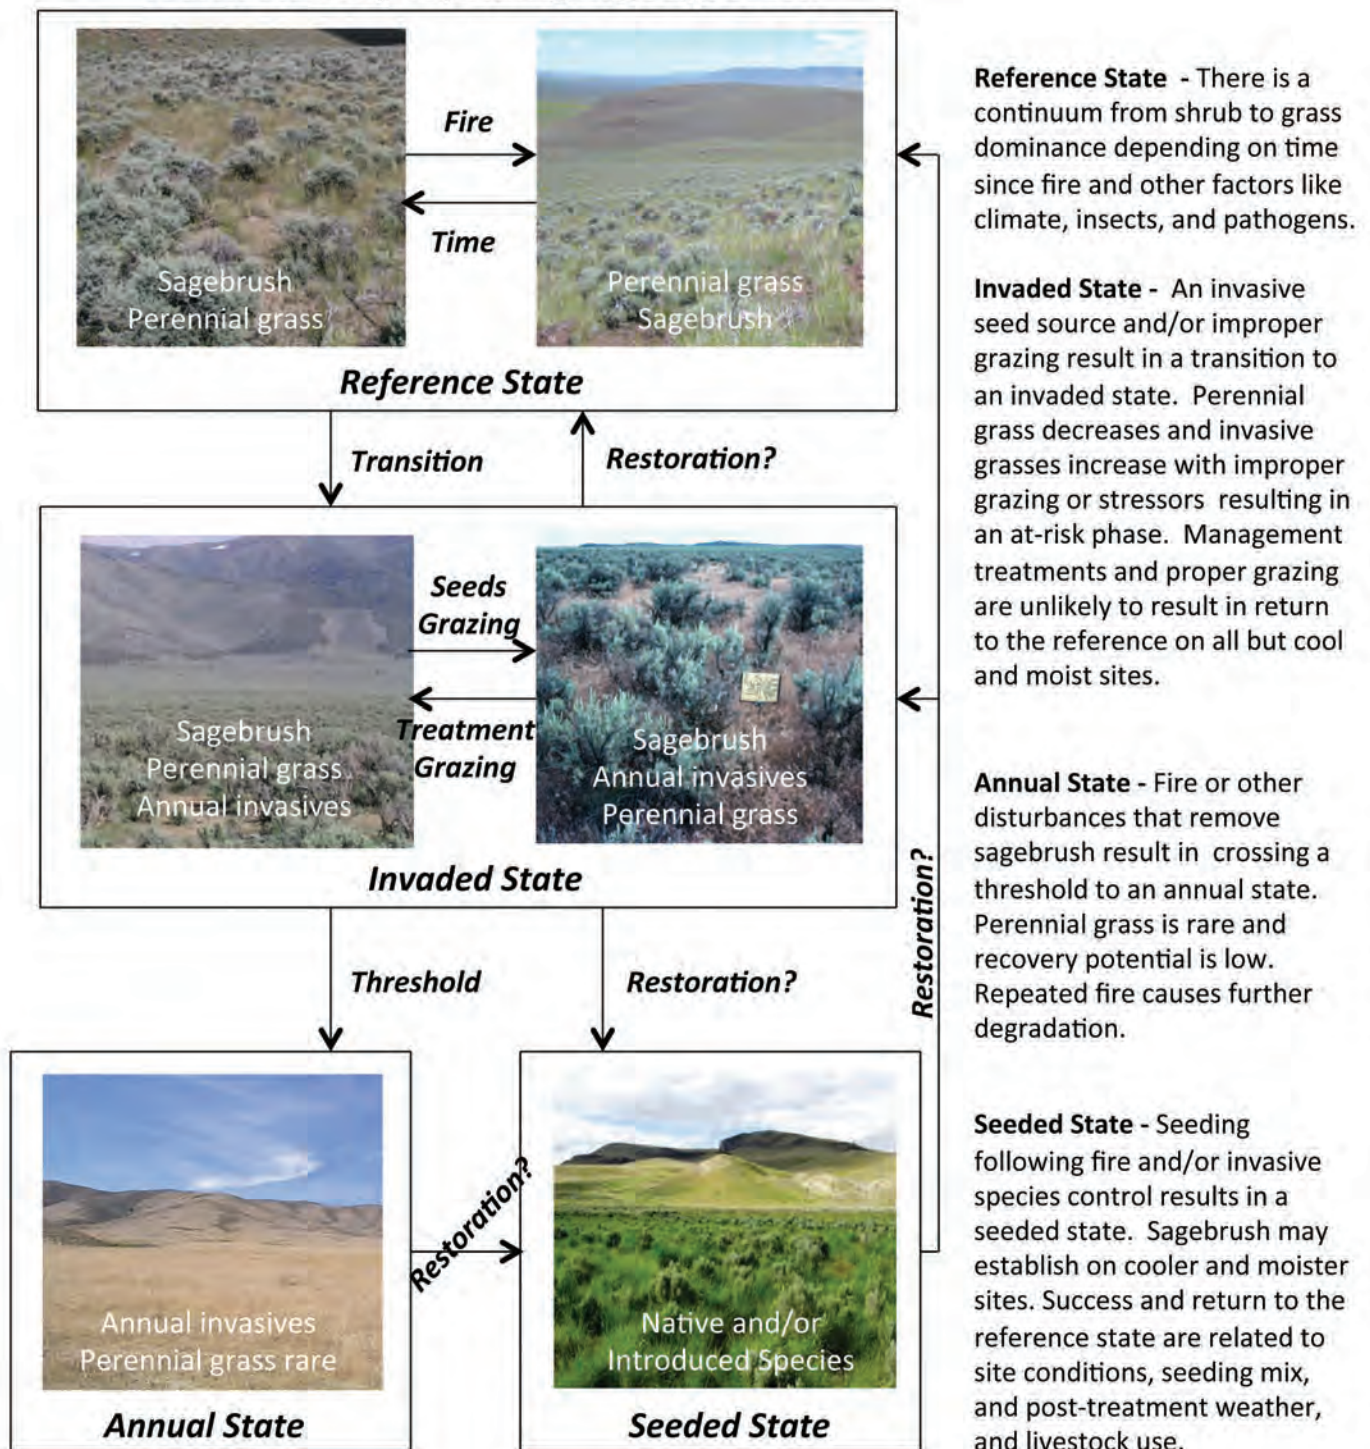 Fire
Time
Sagebrush
Perennial grass
Perennial grass
Sagebrush
Reference State
Transition
Restoration?
Seeds
Grazing
Treatment
Grazing
Sagebrush
Perennial grass
Annual invasives
Sagebrush
Annual invasives
Perennial grass
Invaded State
Threshold
Restoration?
Restoration?
Restoration?
Annual invasives
Perennial grass rare
Annual State
Native and/or
Introduced Species
Seeded State
Reference State - There is a
continuum from shrub to grass
dominance depending on time
since fire and other factors like
climate, insects, and pathogens.
Invaded State - An invasive
seed source and/or improper
grazing result in a transition to
an invaded state. Perennial
grass decreases and invasive
grasses increase with improper
grazing or stressors resulting in
an at-risk phase. Management
treatments and proper grazing
are unlikely to result in return
to the reference on all but cool
and moist sites.
Annual State - Fire or other
disturbances that remove
sagebrush result in crossing a
threshold to an annual state.
Perennial grass is rare and
recovery potential is low.
Repeated fire causes further
degradation.
Seeded State - Seeding
following fire and/or invasive
species control results in a
seeded state. Sagebrush may
establish on cooler and moister
sites. Success and return to the
reference state are related to
site conditions, seeding mix,
and post-treatment weather,
and livestock use.